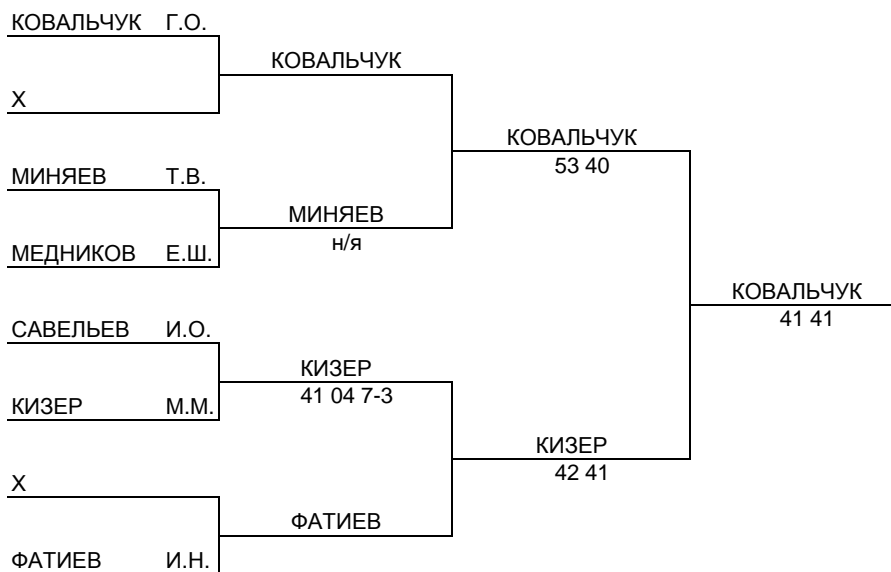 КОВАЛЬЧУК Г.О.
КОВАЛЬЧУК
Х
КОВАЛЬЧУК
53 40
МИНЯЕВ Т.В.
МИНЯЕВ
н/я
МЕДНИКОВ Е.Ш.
КОВАЛЬЧУК
41 41
САВЕЛЬЕВ И.О.
КИЗЕР
41 04 7-3
КИЗЕР М.М.
КИЗЕР
42 41
Х
ФАТИЕВ
ФАТИЕВ И.Н.